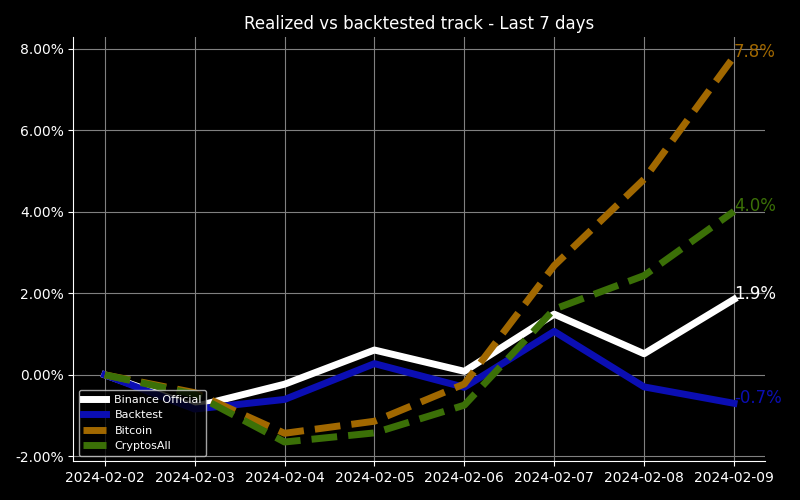 Realized vs backtested track - Last 7 days
8.00%
6.00%
4.00%
2.00%
0.00%
-2.00%
7.8%
4.0%
1.9%
-0.7%
Binance Official
Backtest
Bitcoin
CryptosAll
2024-02-02 2024-02-03 2024-02-04 2024-02-05 2024-02-06 2024-02-07 2024-02-08 2024-02-09